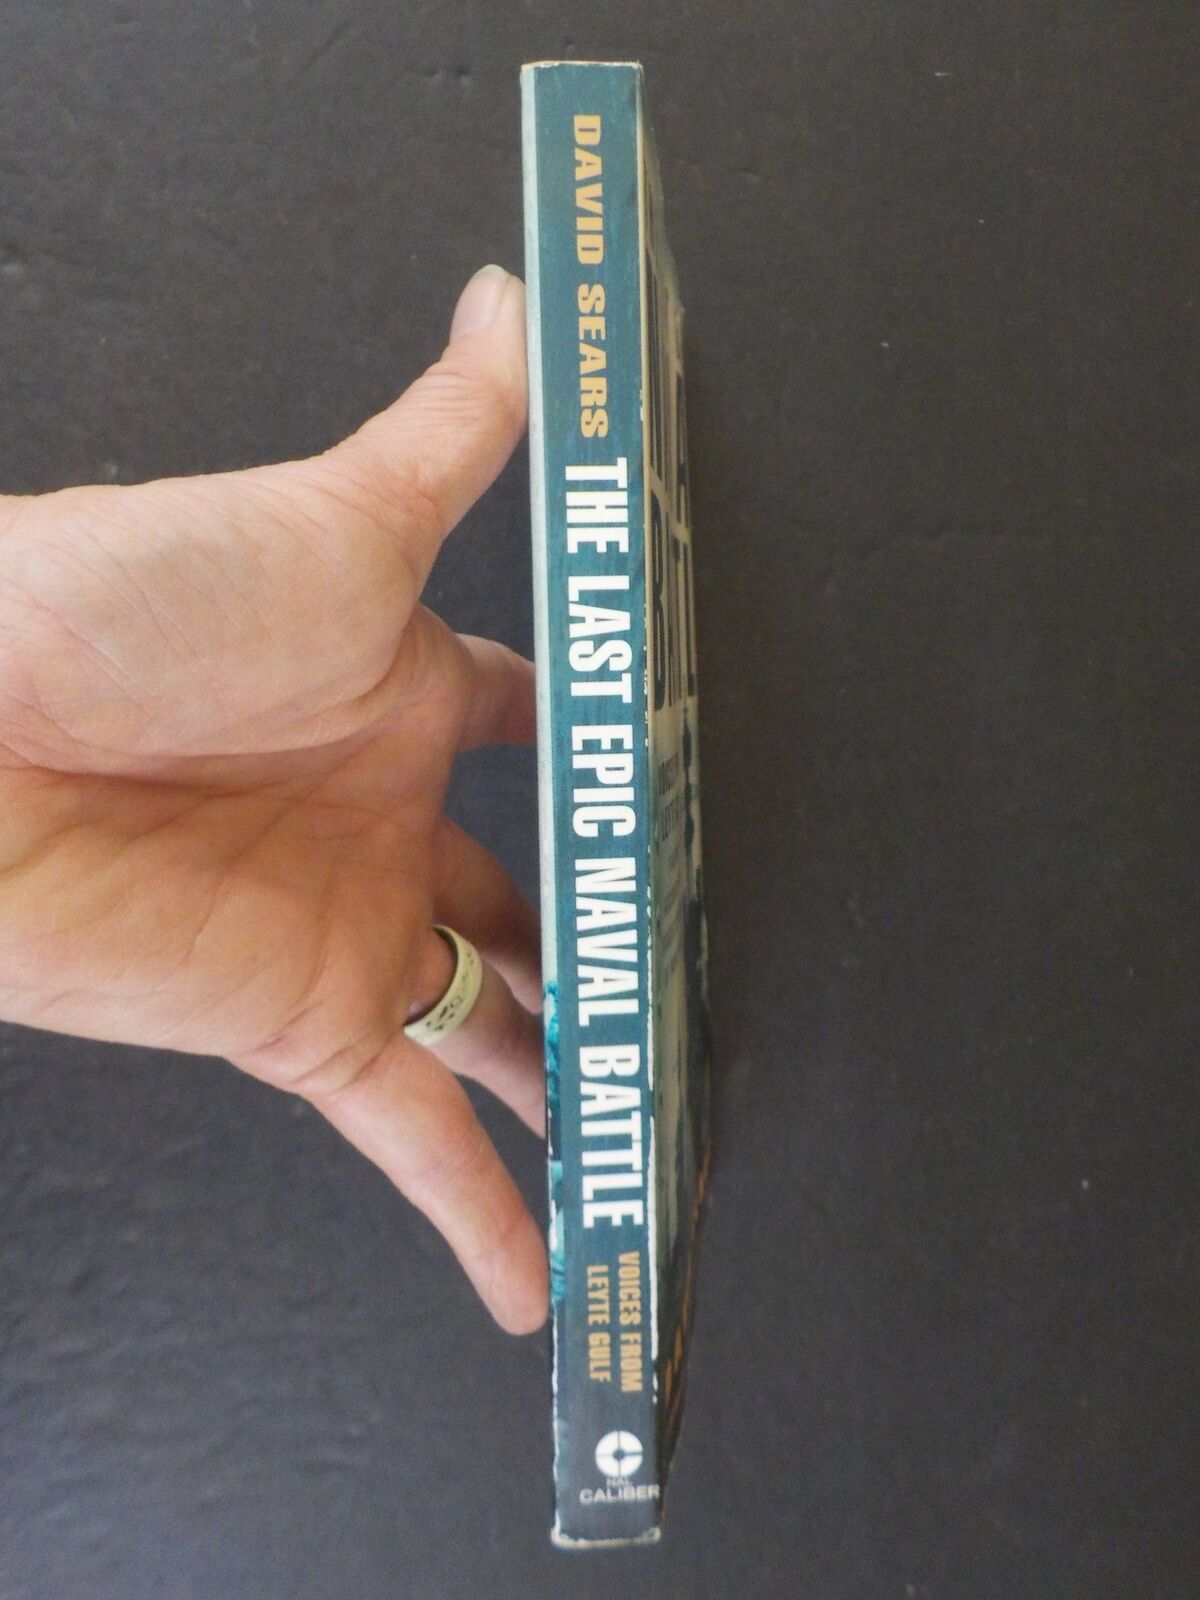 DAVID SEARS
THE LAST EPIC NAVAL BATTLE
VOICES FROM
LEYTE GULF
NAL
CALIBER